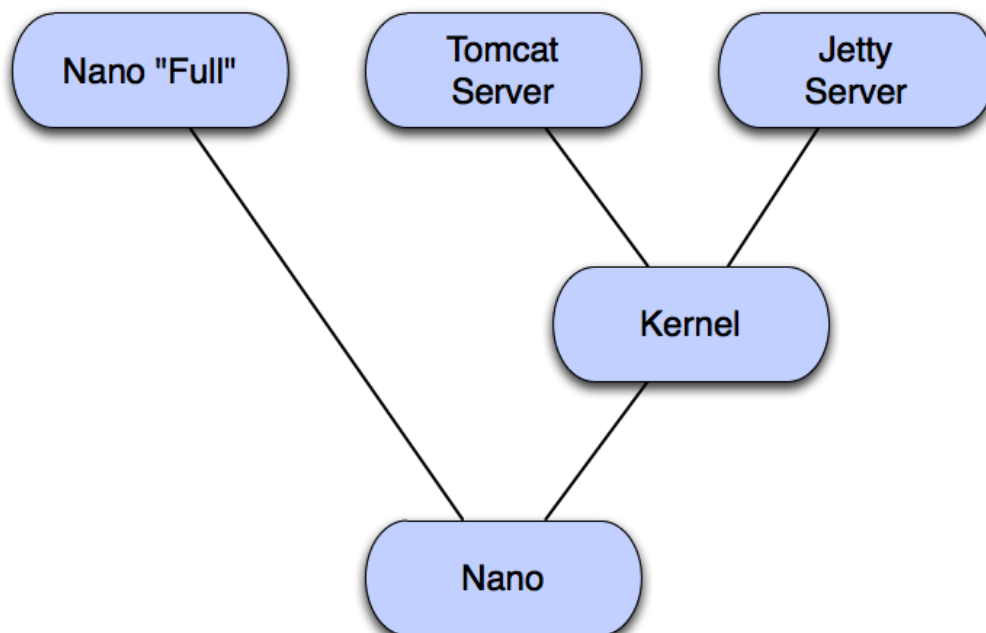 Nano "Full"
Tomcat
Server
Jetty
Server
Kernel
Nano